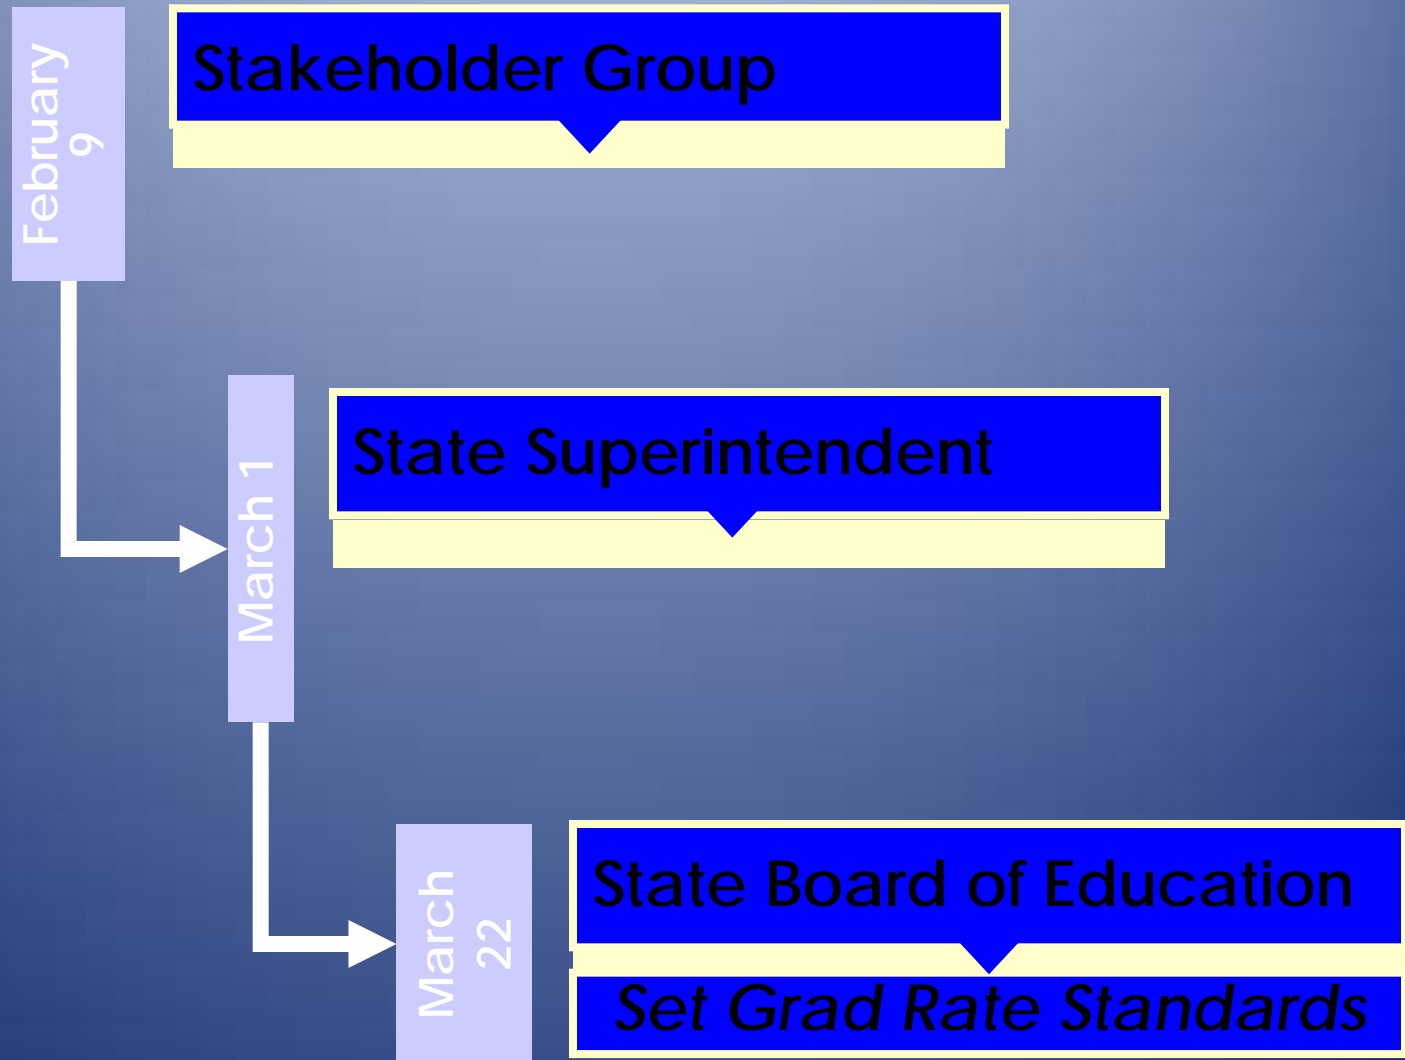 February
9
Stakeholder Group
March 1
State Superintendent
March
22
State Board of Education
Set Grad Rate Standards